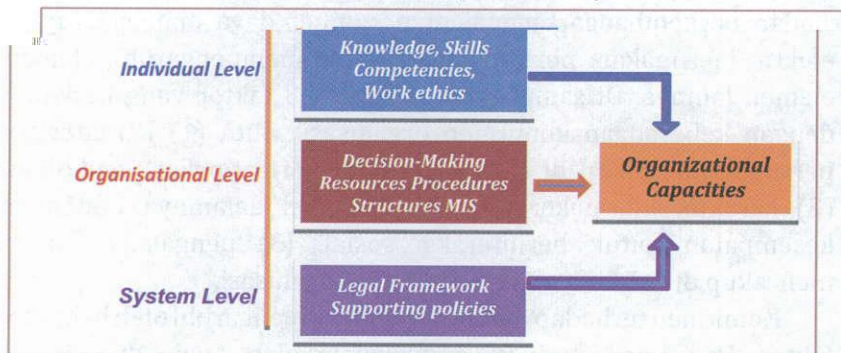 Individual Level
Knowledge, Skills
Competencies,
Work ethics
Organisational Level
Decision-Making
Resources Procedures
Structures MIS
Organizational
Capacities
System Level
Legal Framework
Supporting policies